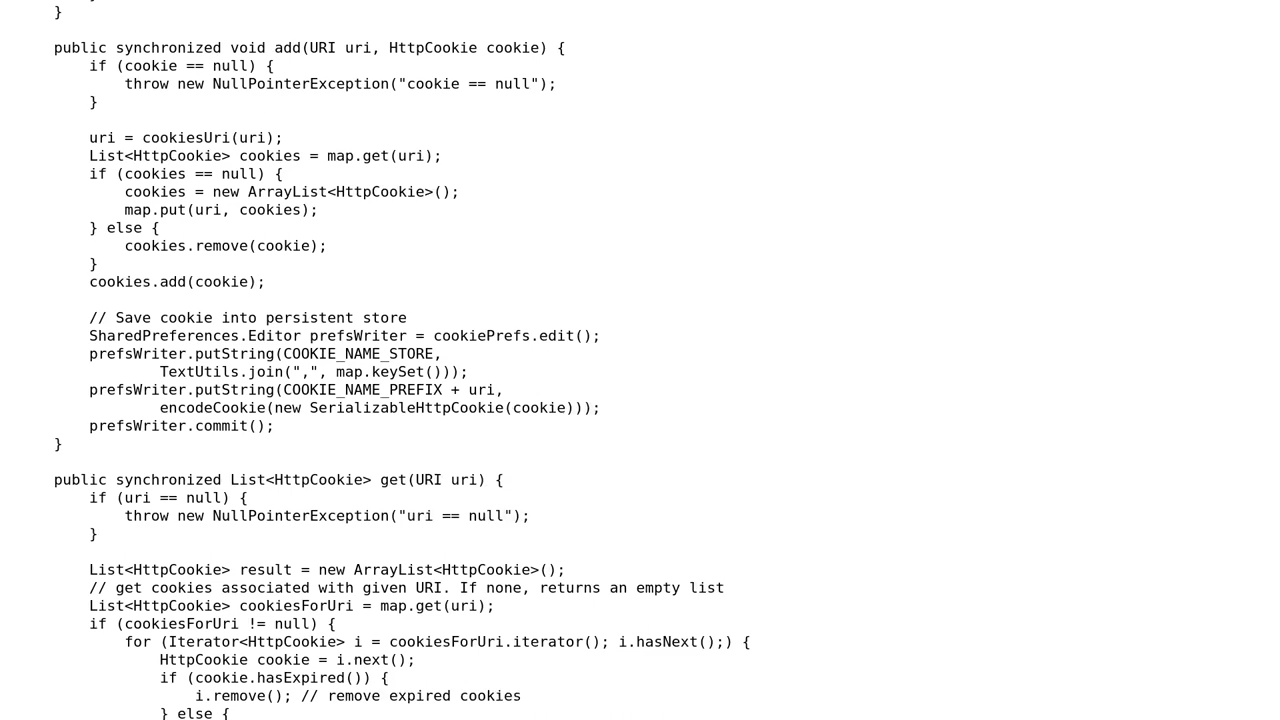 }

    public synchronized void add(URI uri, HttpCookie cookie) {
        if (cookie == null) {
            throw new NullPointerException("cookie == null");
        }

        uri = cookiesUri(uri);
        List<HttpCookie> cookies = map.get(uri);
        if (cookies == null) {
            cookies = new ArrayList<HttpCookie>();
            map.put(uri, cookies);
        } else {
            cookies.remove(cookie);
        }
        cookies.add(cookie);

        // Save cookie into persistent store
        SharedPreferences.Editor prefsWriter = cookiePrefs.edit();
        prefsWriter.putString(COOKIE_NAME_STORE,
                TextUtils.join(",", map.keySet()));
        prefsWriter.putString(COOKIE_NAME_PREFIX + uri,
                encodeCookie(new SerializableHttpCookie(cookie)));
        prefsWriter.commit();
    }

    public synchronized List<HttpCookie> get(URI uri) {
        if (uri == null) {
            throw new NullPointerException("uri == null");
        }

        List<HttpCookie> result = new ArrayList<HttpCookie>();
        // get cookies associated with given URI. If none, returns an empty list
        List<HttpCookie> cookiesForUri = map.get(uri);
        if (cookiesForUri != null) {
            for (Iterator<HttpCookie> i = cookiesForUri.iterator(); i.hasNext();) {
                HttpCookie cookie = i.next();
                if (cookie.hasExpired()) {
                    i.remove(); // remove expired cookies
                } else {